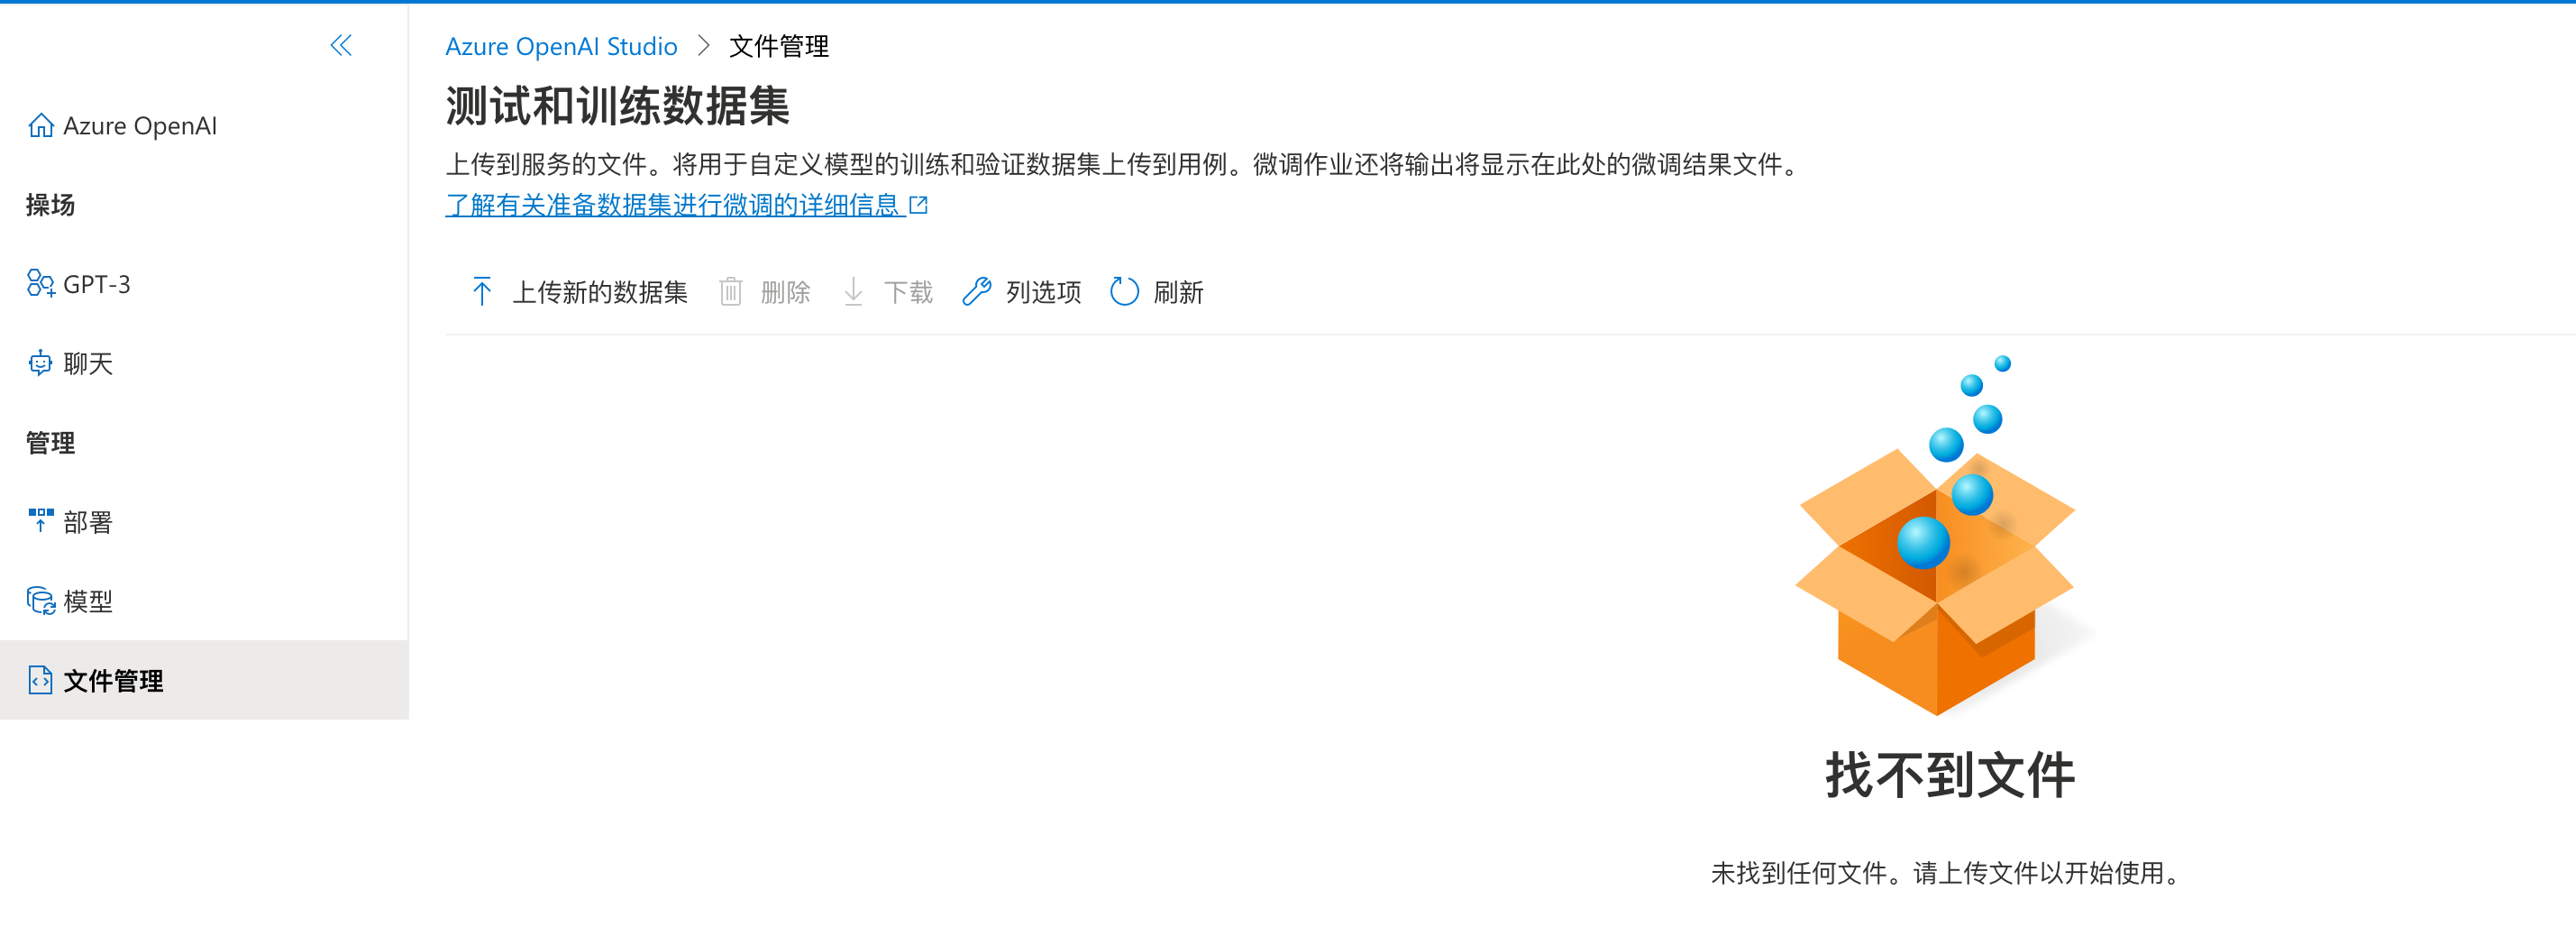 Azure OpenAI Studio > 文件管理
测试和训练数据集
上传到服务的文件。将用于自定义模型的训练和验证数据集上传到用例。微调作业还将输出将显示在此处的微调结果文件。
了解有关准备数据集进行微调的详细信息
上传新的数据集 删除 下载 列选项 刷新
Azure OpenAI
操场
GPT-3
聊天
管理
部署
模型
文件管理
找不到文件
未找到任何文件。请上传文件以开始使用。